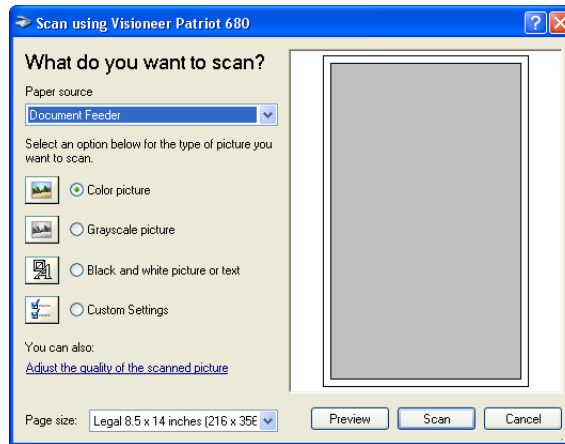 Scan using Visioneer Patriot 680
What do you want to scan?
Paper source
Document Feeder
Select an option below for the type of picture you
want to scan.
Color picture
Grayscale picture
Black and white picture or text
Custom Settings
You can also:
Adjust the quality of the scanned picture
Page size: Legal 8.5 x 14 inches (216 x 356
Preview Scan Cancel